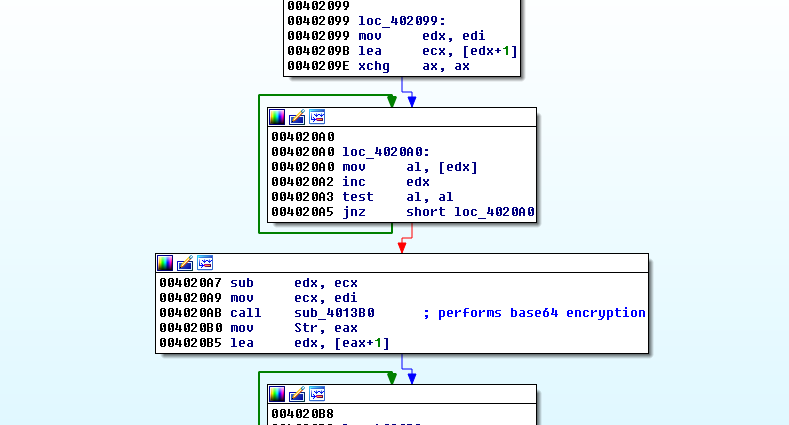 00402099
00402099 loc_402099:
00402099 mov edx, edi
0040209B lea ecx, [edx+1]
0040209E xchg ax, ax
004020A0
004020A0 loc_4020A0:
004020A0 mov al, [edx]
004020A2 inc edx
004020A3 test al, al
004020A5 jnz short loc_4020A0
004020A7 sub edx, ecx
004020A9 mov ecx, edi
004020AB call sub_4013B0 ; performs base64 encryption
004020B0 mov Str, eax
004020B5 lea edx, [eax+1]
004020B8